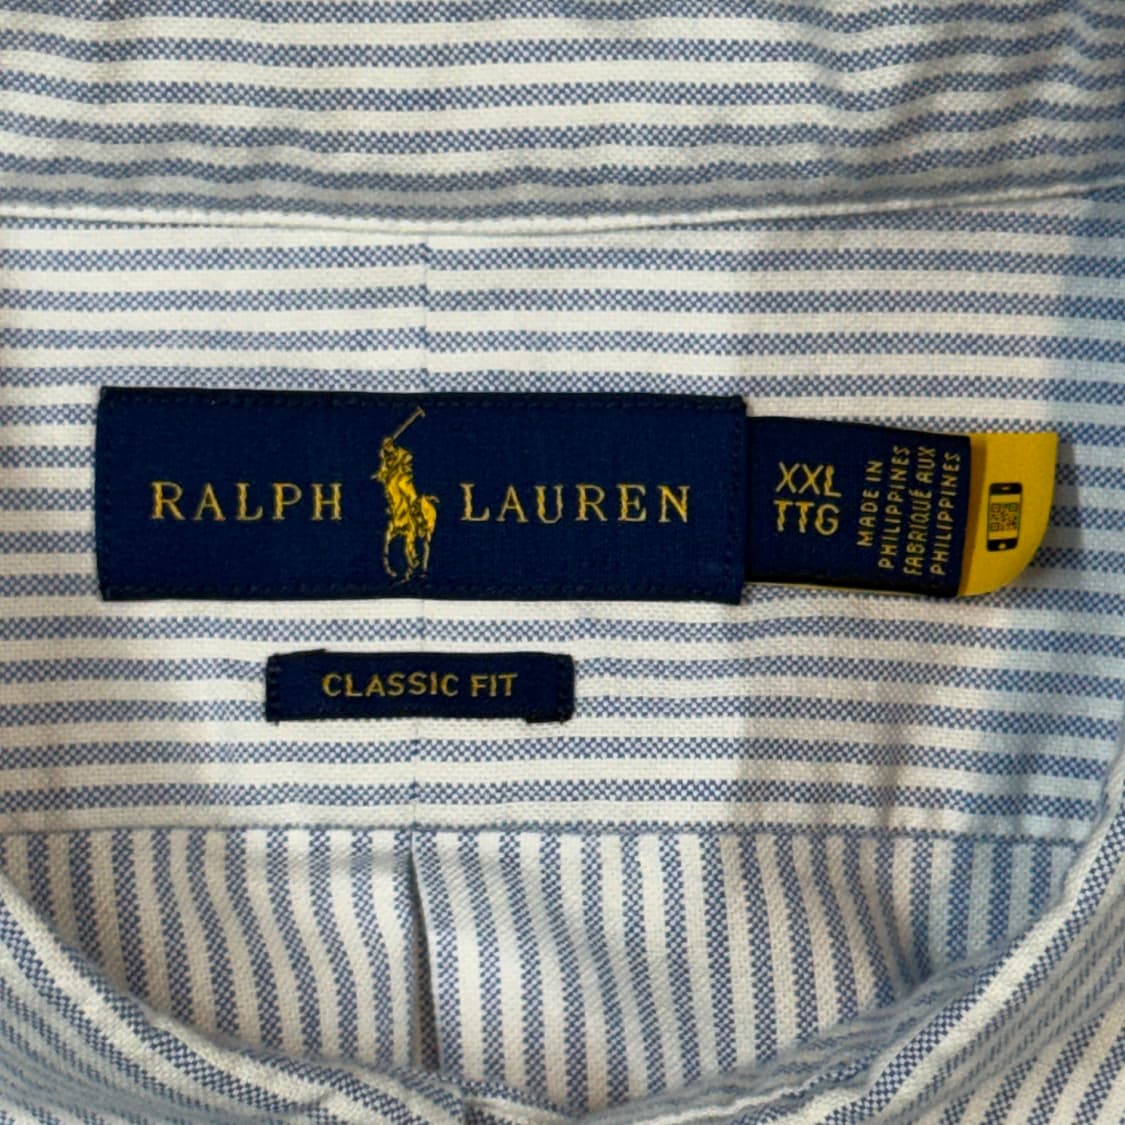 RALPH LAUREN
XXL
TTG
MADE IN
PHILIPPINES
FABRIQUÉ AUX
PHILIPPINES
CLASSIC FIT